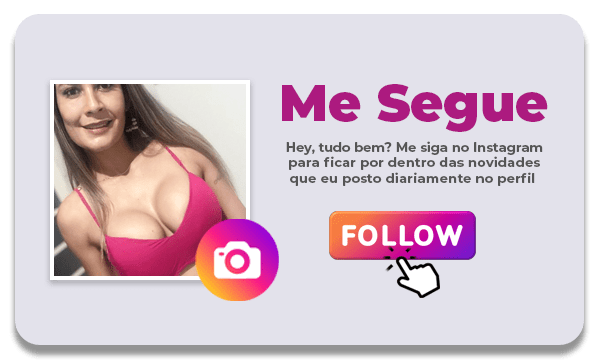 Me Segue
Hey, tudo bem? Me siga no Instagram
para ficar por dentro das novidades
que eu posto diariamente no perfil
FOLLOW